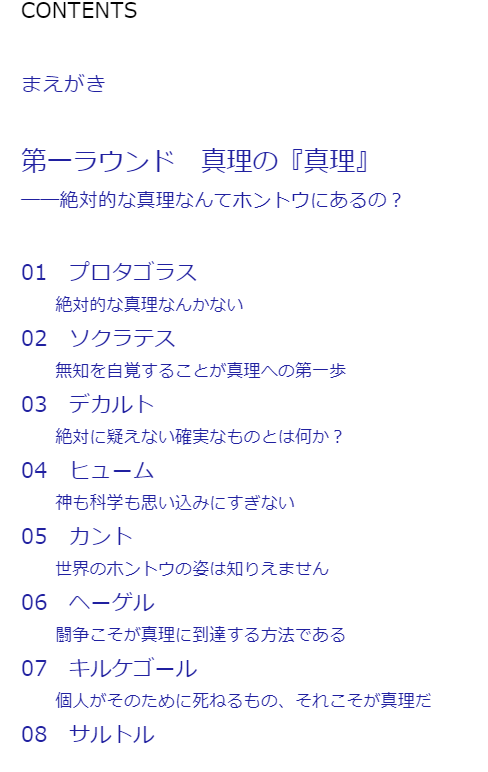 CONTENTS
まえがき
第一ラウンド　真理の『真理』
――絶対的な真理なんてホントウにあるの？
01　プロタゴラス
絶対的な真理なんかない
02　ソクラテス
無知を自覚することが真理への第一歩
03　デカルト
絶対に疑えない確実なものとは何か？
04　ヒューム
神も科学も思い込みにすぎない
05　カント
世界のホントウの姿は知りえません
06　ヘーゲル
闘争こそが真理に到達する方法である
07　キルケゴール
個人がそのために死ねるもの、それこそが真理だ
08　サルトル